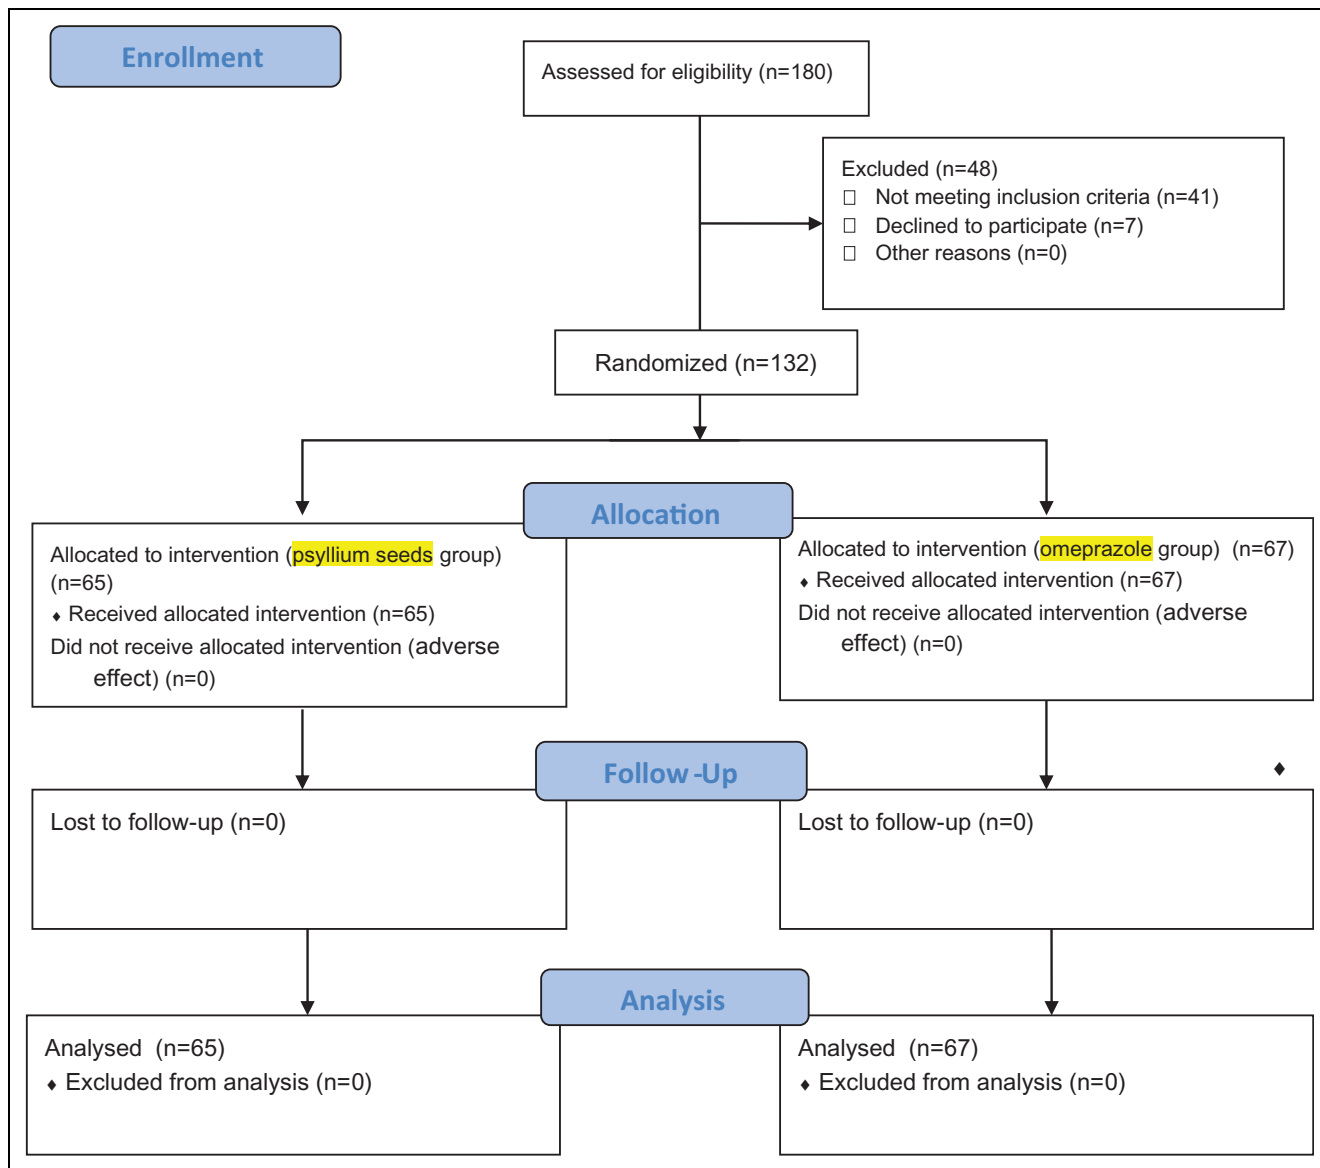 Enrollment
Assessed for eligibility (n=180)
Excluded (n=48)
□ Not meeting inclusion criteria (n=41)
□ Declined to participate (n=7)
□ Other reasons (n=0)
Randomized (n=132)
Allocation
Allocated to intervention (psyllium seeds group)
(n=65)
♦ Received allocated intervention (n=65)
Did not receive allocated intervention (adverse
effect) (n=0)
Allocated to intervention (omeprazole group) (n=67)
♦ Received allocated intervention (n=67)
Did not receive allocated intervention (adverse
effect) (n=0)
Follow-Up
♦
Lost to follow-up (n=0)
Lost to follow-up (n=0)
Analysis
Analysed (n=65)
♦ Excluded from analysis (n=0)
Analysed (n=67)
♦ Excluded from analysis (n=0)